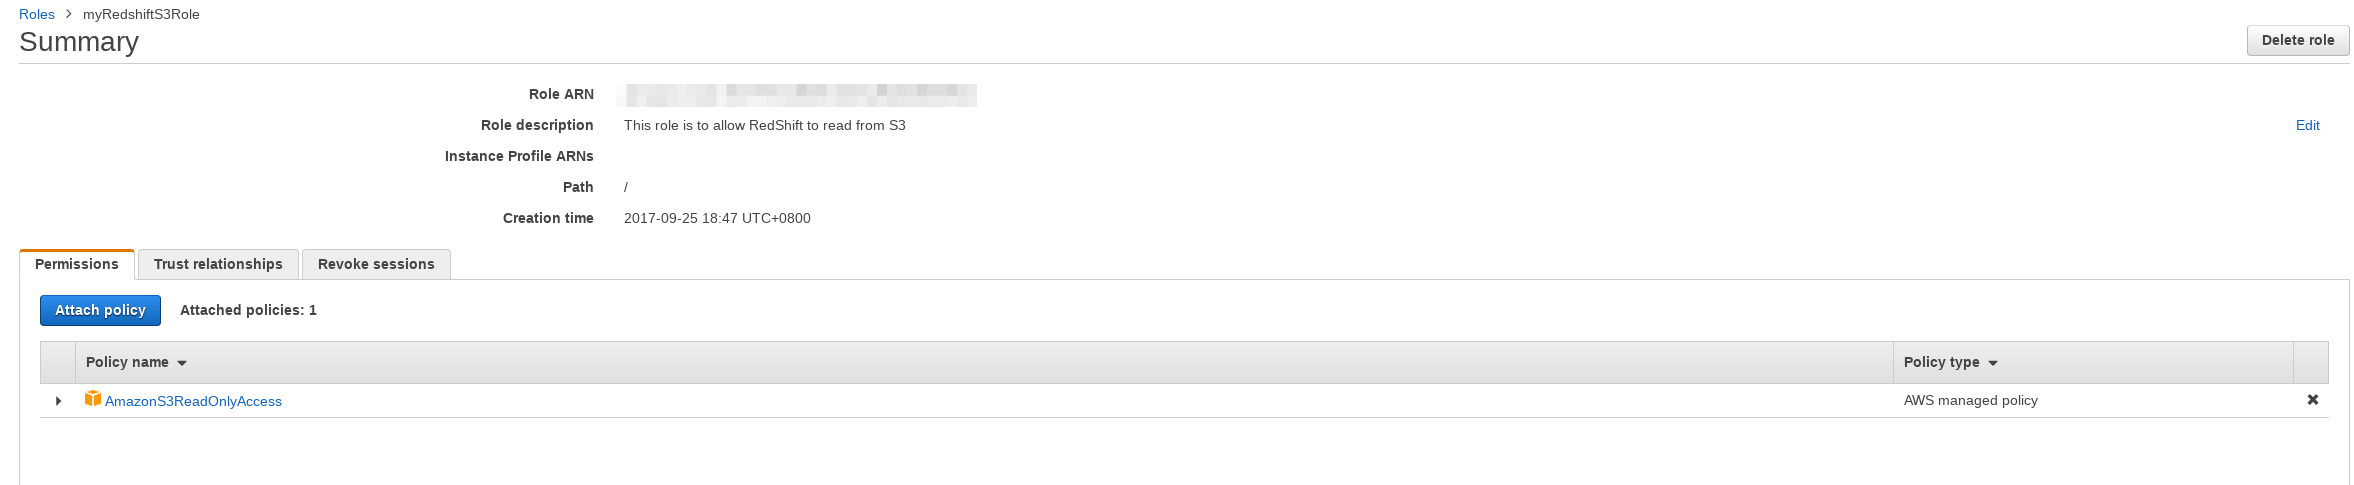 Roles > myRedshiftS3Role
Summary
Delete role
Role ARN
Role description This role is to allow RedShift to read from S3 Edit
Instance Profile ARNs
Path /
Creation time 2017-09-25 18:47 UTC+0800
Permissions Trust relationships Revoke sessions
Attach policy Attached policies: 1
Policy name Policy type
AmazonS3ReadOnlyAccess AWS managed policy